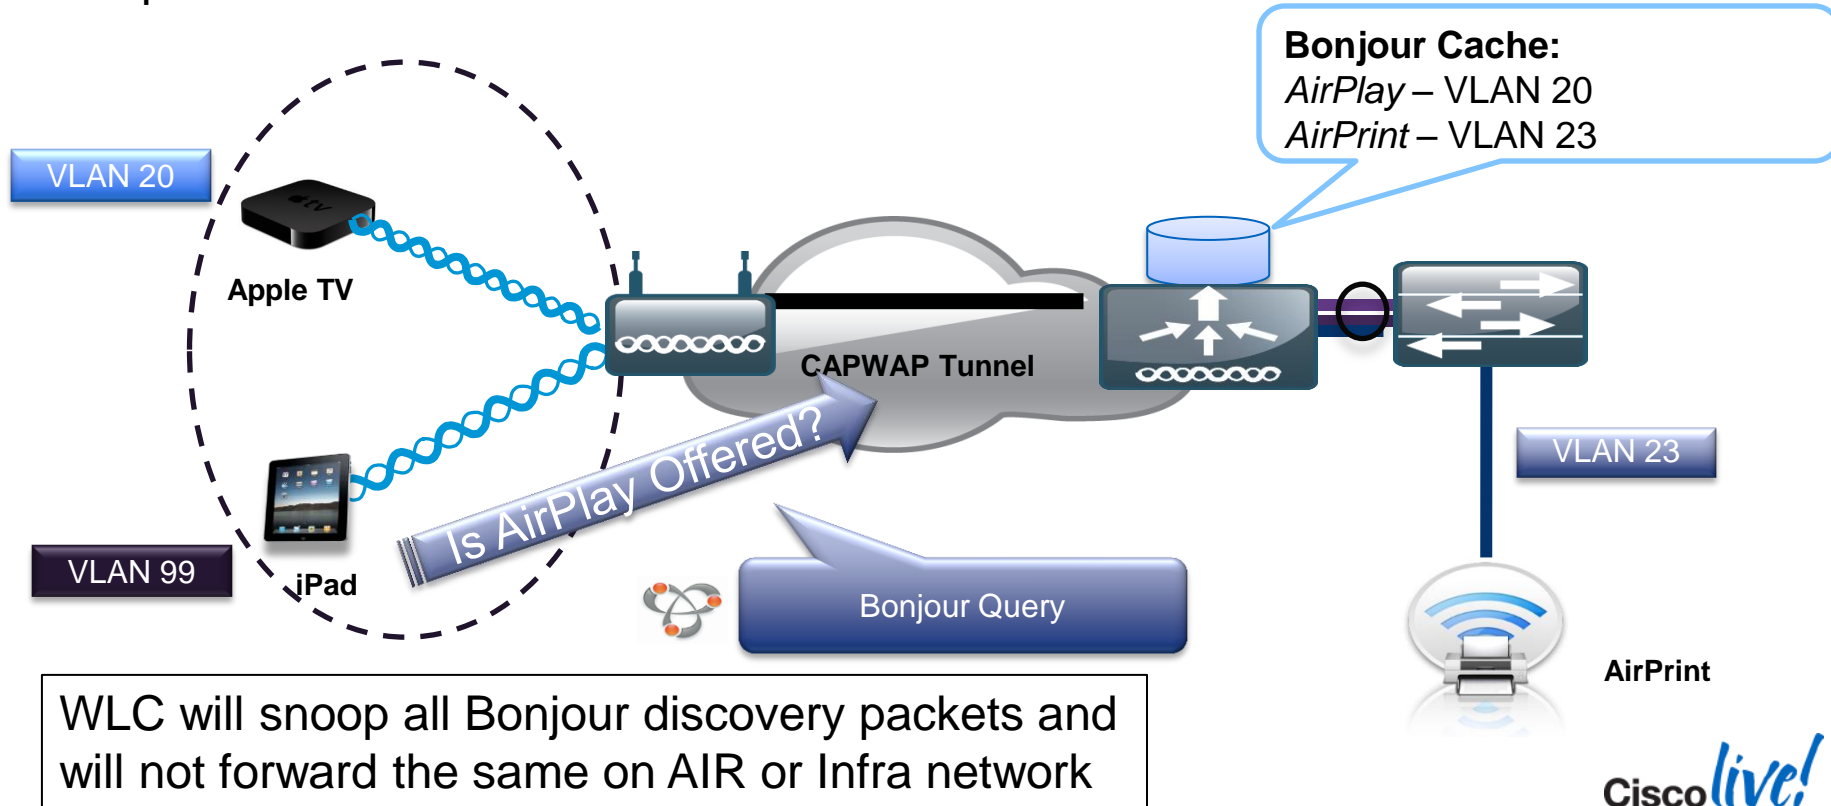 Bonjour Cache:
AirPlay – VLAN 20
AirPrint – VLAN 23
VLAN 20
tv
Apple TV
CAPWAP Tunnel
Is AirPlay Offered?
VLAN 23
VLAN 99
iPad
Bonjour Query
AirPrint
WLC will snoop all Bonjour discovery packets and
will not forward the same on AIR or Infra network
Cisco live!